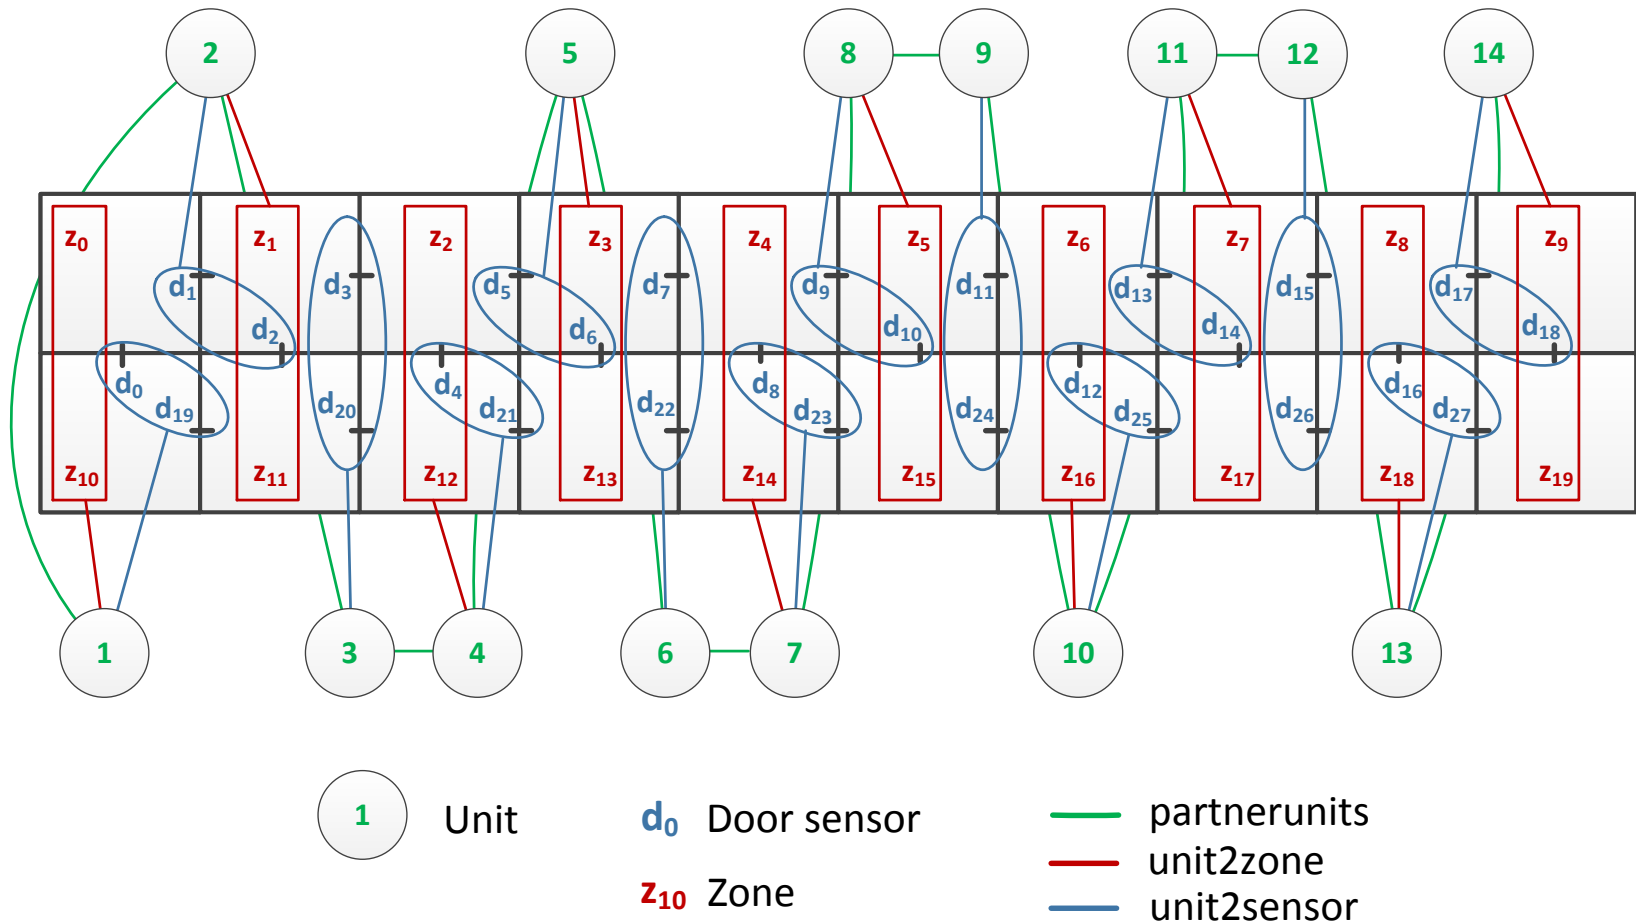 2 5 8 9 11 12 14
z0 z1 z2 z3 z4 z5 z6 z7 z8 z9
d1 d3 d5 d7 d9 d11 d13 d15 d17
d2 d6 d10 d14 d18
d0 d4 d8 d12 d16
d19 d20 d21 d22 d23 d24 d25 d26 d27
z10 z11 z12 z13 z14 z15 z16 z17 z18 z19
1 3 4 6 7 10 13
1 Unit
d0 Door sensor
z10 Zone
partnerunits
unit2zone
unit2sensor